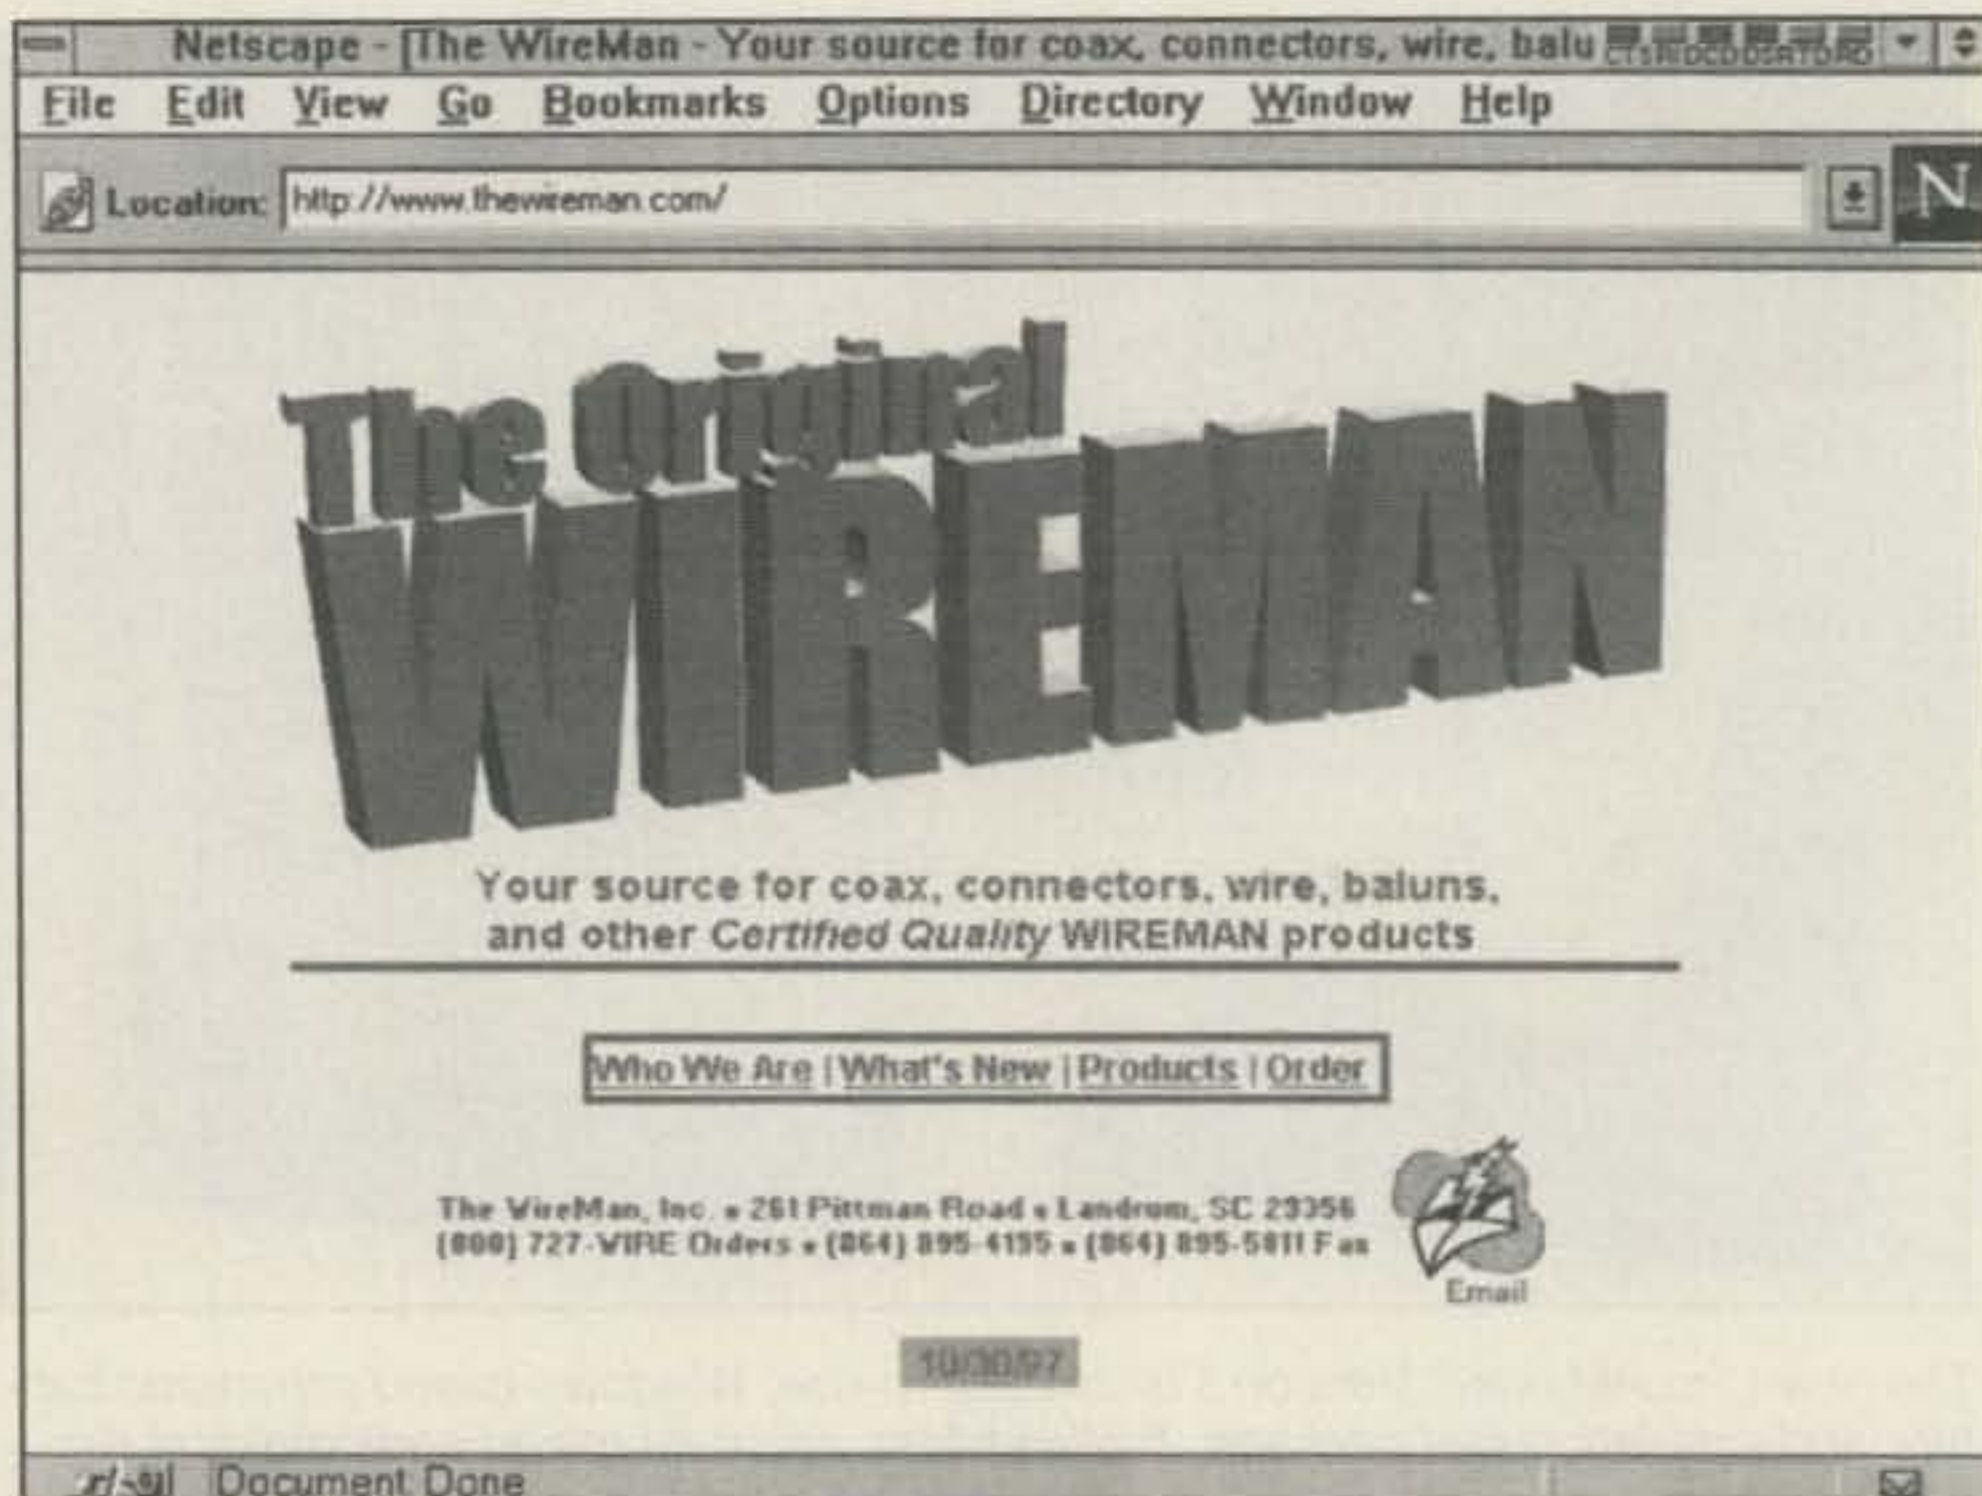 Netscape - [The WireMan - Your source for coax, connectors, wire, balu
File Edit View Go Bookmarks Options Directory Window Help
Location: http://www.thewireman.com/
N
The Original
WIREMAN
Your source for coax, connectors, wire, baluns,
and other Certified Quality WIREMAN products
Who We Are | What's New | Products | Order
The WireMan, Inc. • 261 Pittman Road • Landrum, SC 29356
(800) 727-WIRE Orders • (864) 895-4195 • (864) 895-5811 Fax
Email
10/30/97
Document: Done